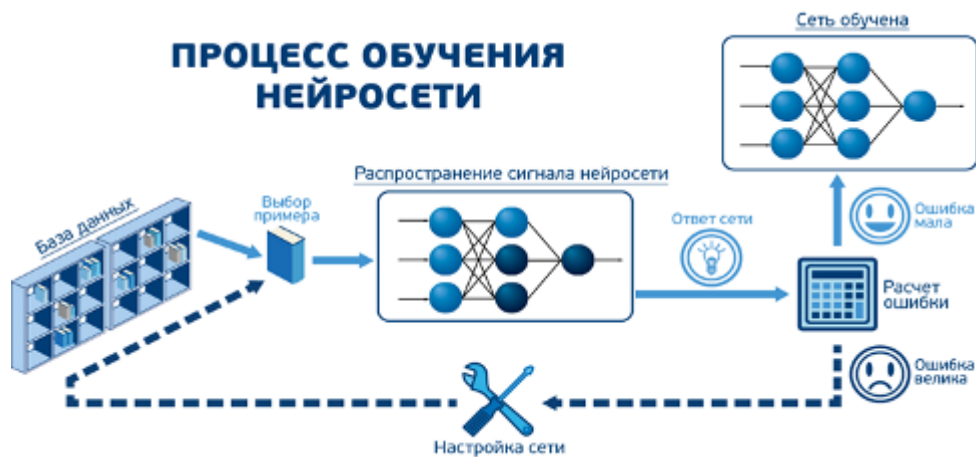 ПРОЦЕСС ОБУЧЕНИЯ
НЕЙРОСЕТИ
Сеть обучена
База данных
Выбор
примера
Распространение сигнала нейросети
Ответ сети
Ошибка
мала
Расчет
ошибки
Ошибка
велика
Настройка сети